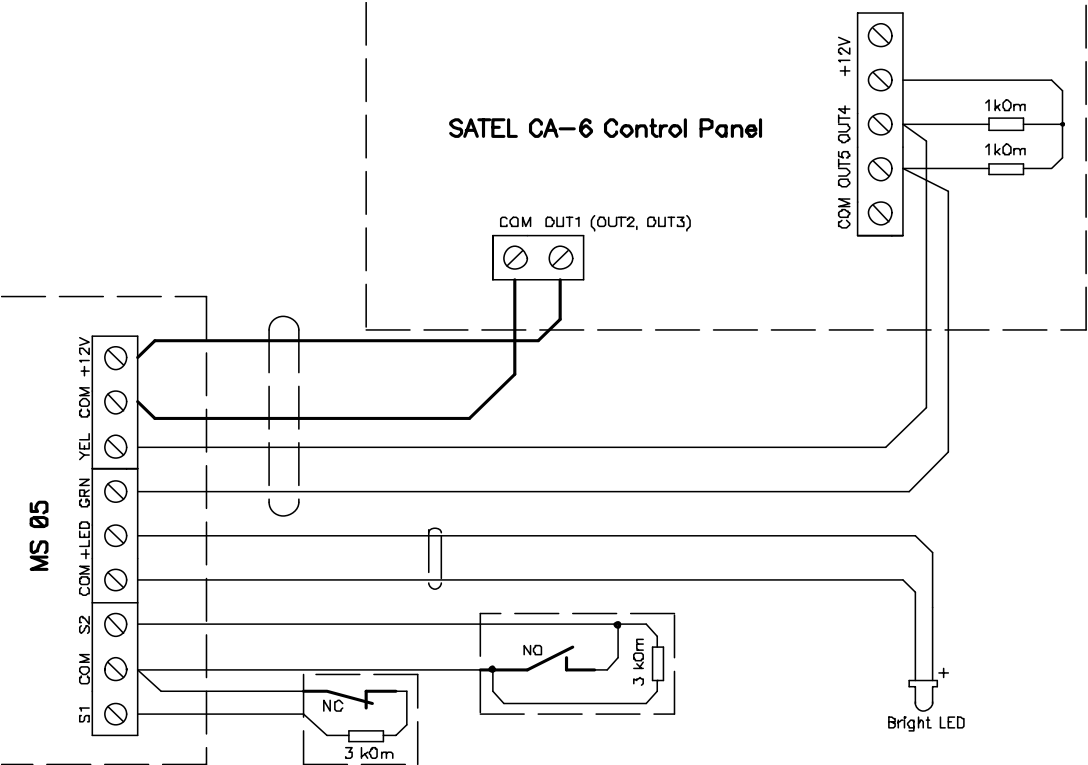 +12V
1kOm
OUT4
SATEL CA-6 Control Panel
1kOm
OUT5
COM
COM OUT1 (OUT2, OUT3)
+12V
COM
YEL
GRN
MS 05
+LED
COM
S2
NO
3 kOm
COM
+
NC
S1
Bright LED
3 kOm